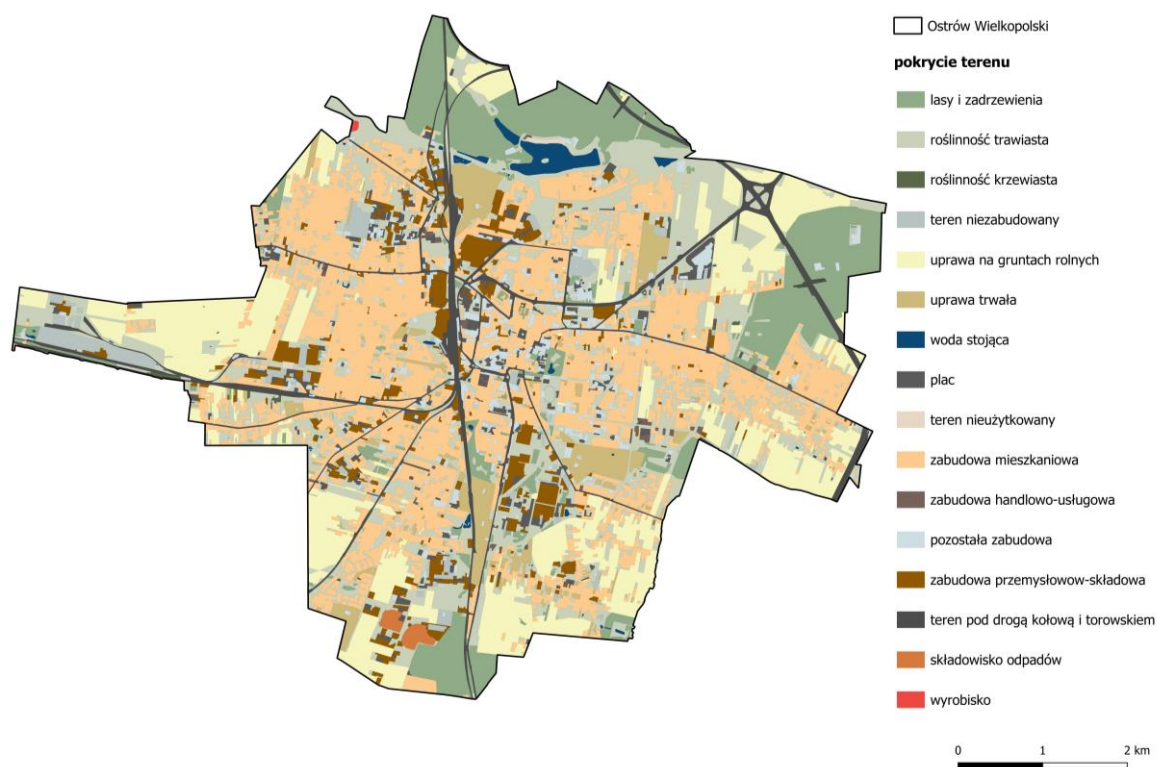 Ostrów Wielkopolski
pokrycie terenu
lasy i zadrzewienia
roślinność trawiasta
roślinność krzewiasta
teren niezabudowany
uprawa na gruntach rolnych
uprawa trwała
woda stojąca
plac
teren nieużytkowany
zabudowa mieszkaniowa
zabudowa handlowo-usługowa
pozostała zabudowa
zabudowa przemysłowow-składowa
teren pod drogą kołową i torowskiem
składowisko odpadów
wyrobisko
0 1 2 km